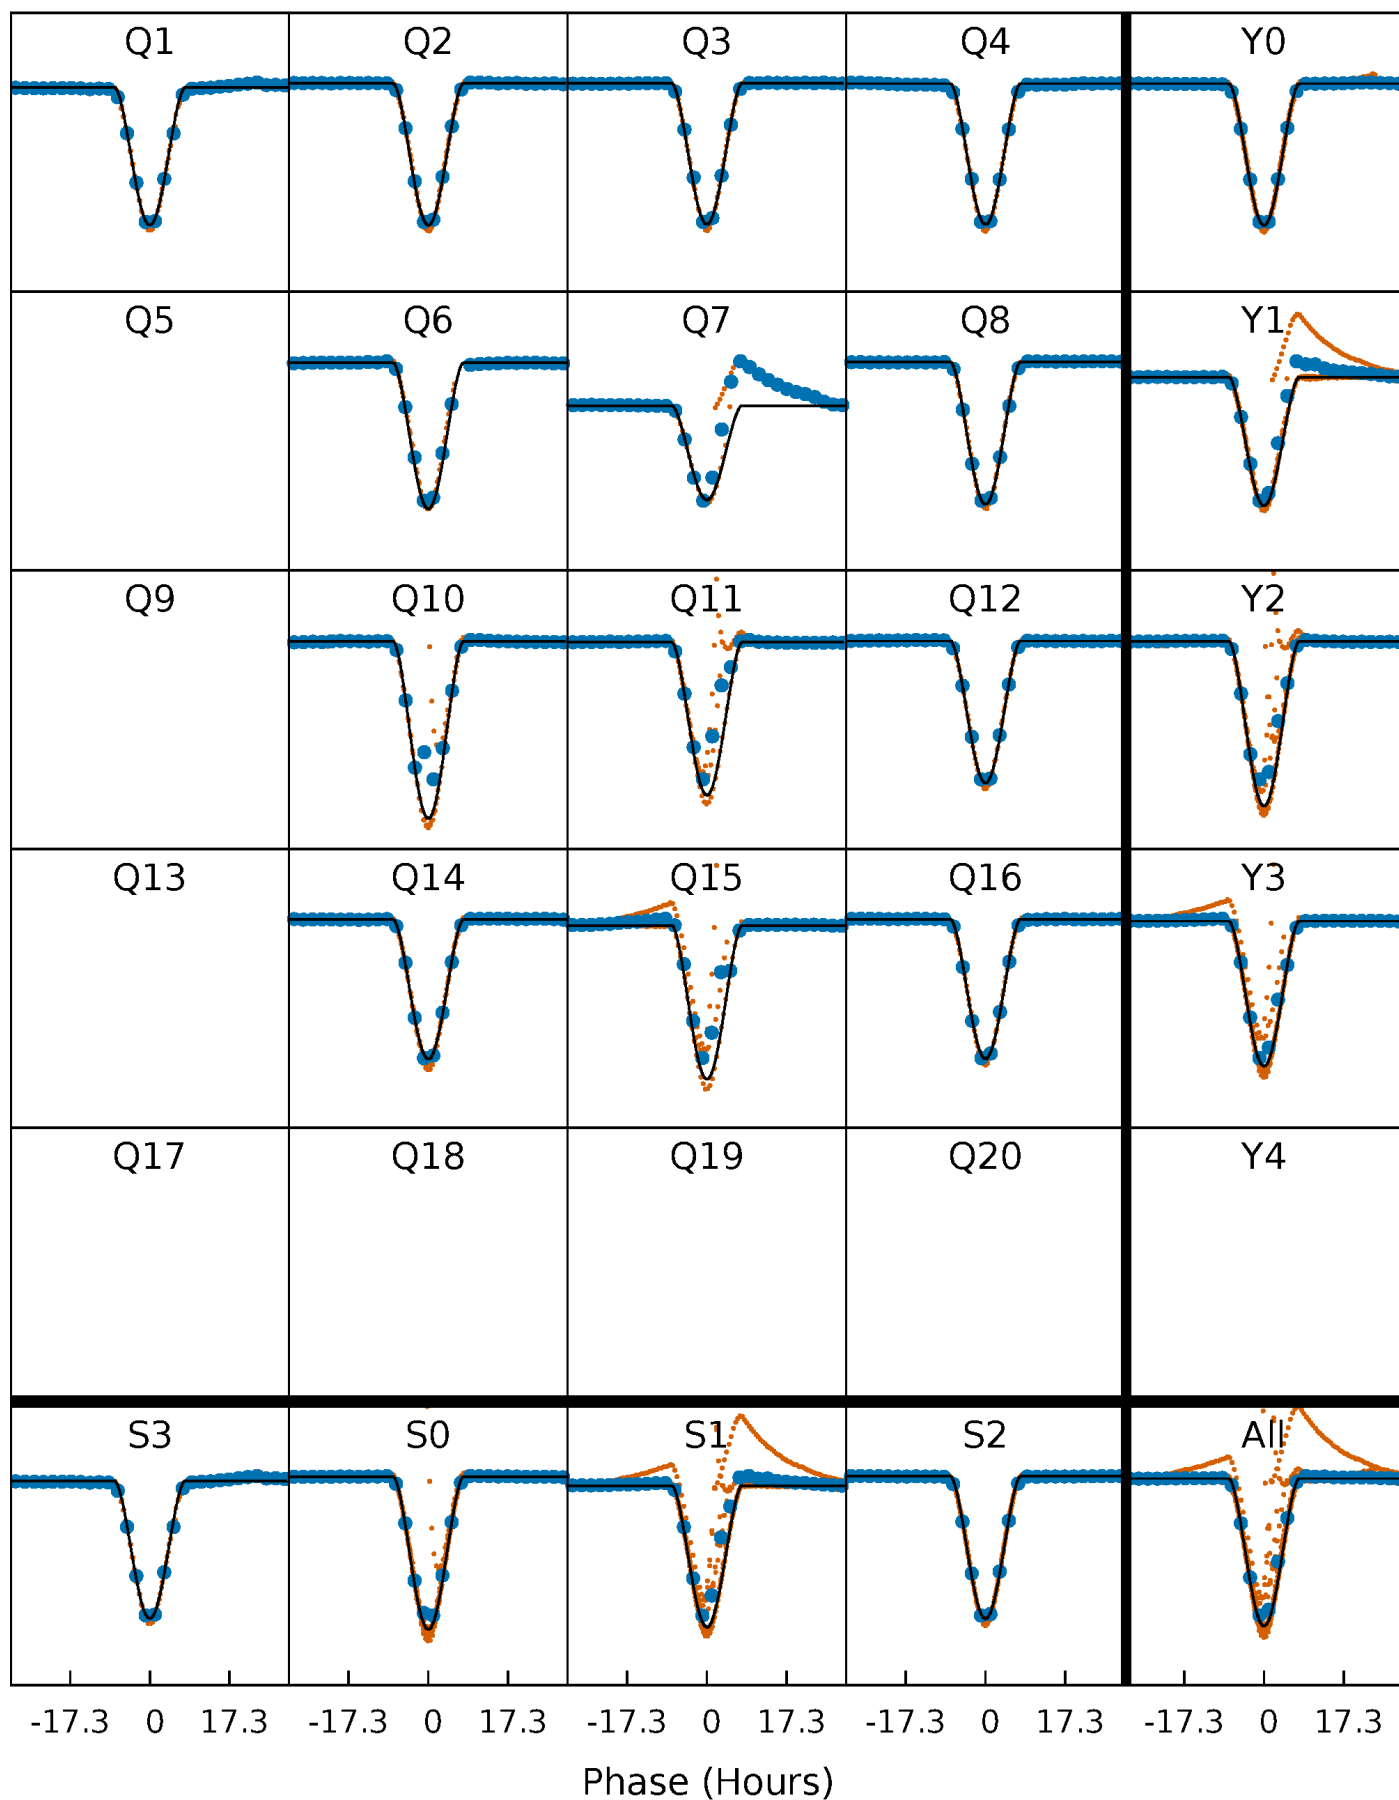 Q1 Q2 Q3 Q4 Y0
Q5 Q6 Q7 Q8 Y1
Q9 Q10 Q11 Q12 Y2
Q13 Q14 Q15 Q16 Y3
Q17 Q18 Q19 Q20 Y4
S3 S0 S1 S2 All
-17.3 0 17.3 -17.3 0 17.3 -17.3 0 17.3 -17.3 0 17.3 -17.3 0 17.3
Phase (Hours)